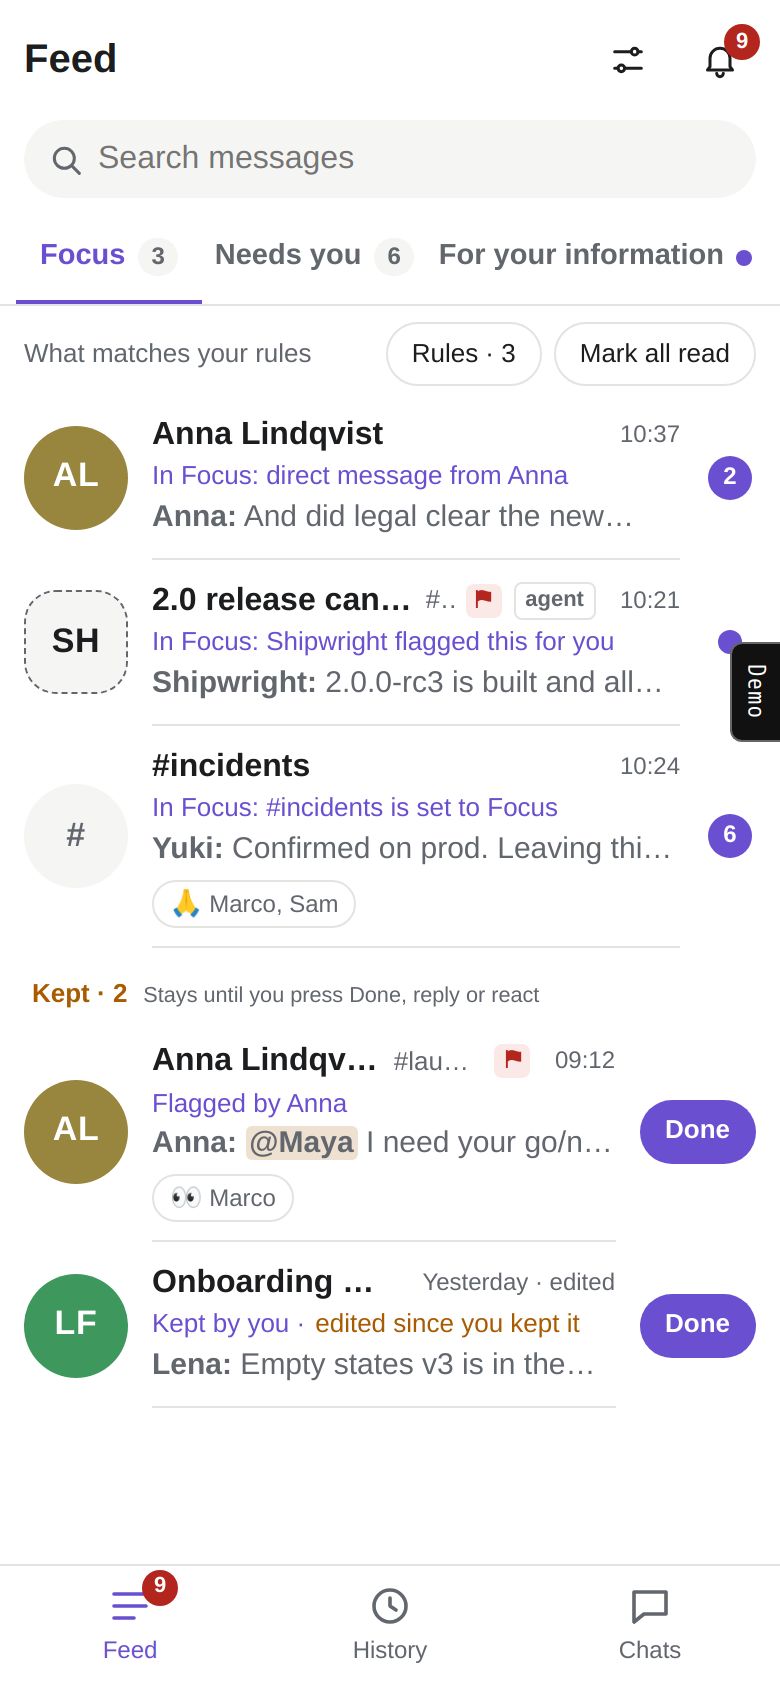 Feed
9
Search messages
Focus 3 Needs you 6 For your information
What matches your rules Rules · 3 Mark all read
AL Anna Lindqvist 10:37
In Focus: direct message from Anna 2
Anna: And did legal clear the new…
SH 2.0 release can… #… agent 10:21
In Focus: Shipwright flagged this for you
Shipwright: 2.0.0-rc3 is built and all…
Demo
#incidents 10:24
In Focus: #incidents is set to Focus
# Yuki: Confirmed on prod. Leaving thi… 6
🙏 Marco, Sam
Kept · 2 Stays until you press Done, reply or react
Anna Lindqv… #lau… 09:12
Flagged by Anna
AL Anna: @Maya I need your go/n… Done
👀 Marco
Onboarding … Yesterday · edited
LF Kept by you · edited since you kept it Done
Lena: Empty states v3 is in the…
9
Feed History Chats